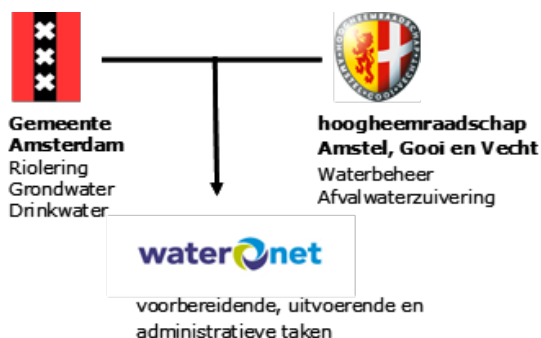 HOOGHEEMRAADSCHAP
AMSTEL GOOI VECHT
Gemeente
Amsterdam
Riolering
Grondwater
Drinkwater
hoogheemraadschap
Amstel, Gooi en Vecht
Waterbeheer
Afvalwaterzuivering
waternet
voorbereidende, uitvoerende en
administratieve taken